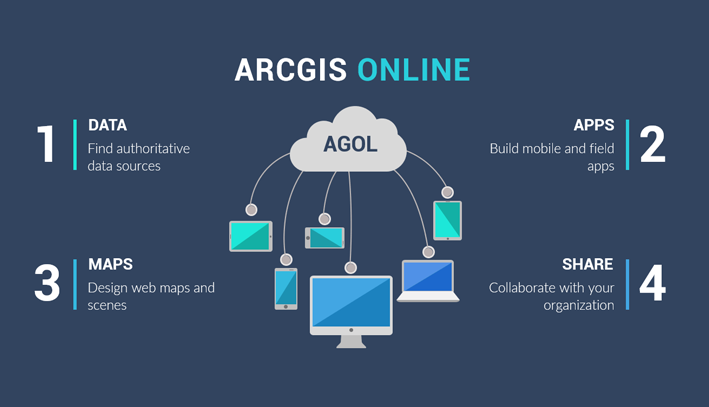 ARCGIS ONLINE
AGOL
1
DATA
Find authoritative
data sources
2
APPS
Build mobile and field
apps
3
MAPS
Design web maps and
scenes
4
SHARE
Collaborate with your
organization